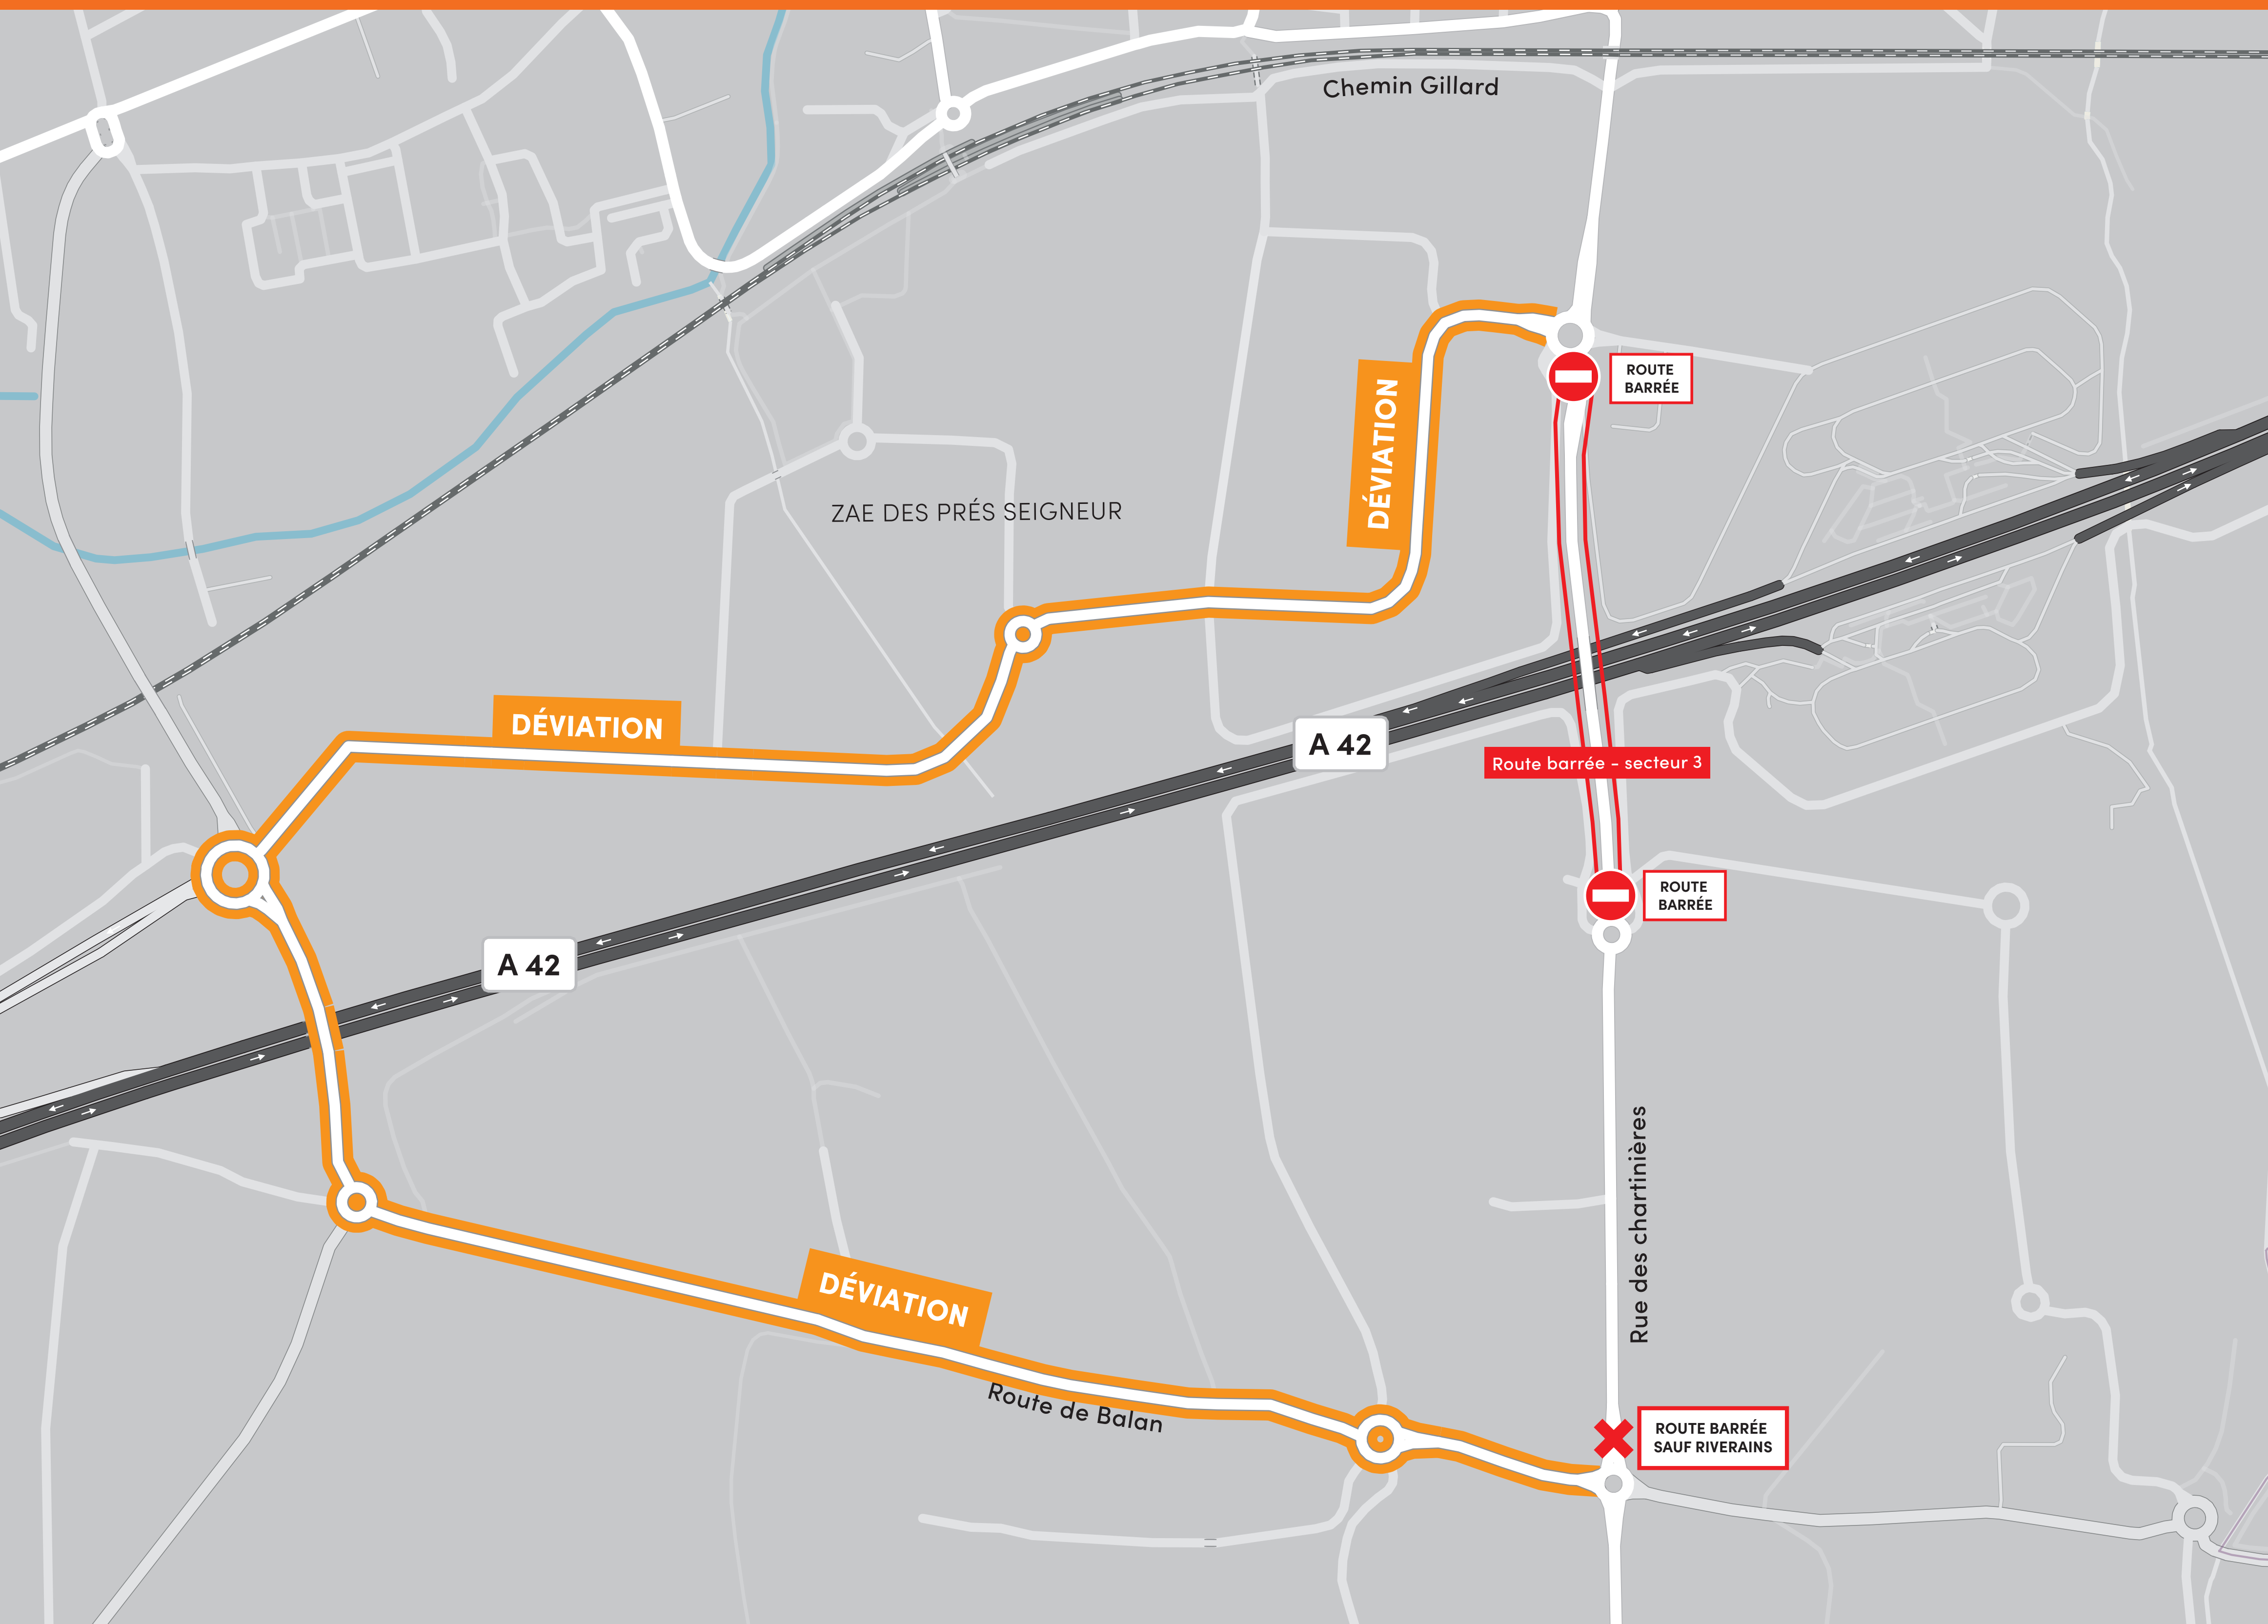 Chemin Gillard
ROUTE
BARRÉE
DÉVIATION
ZAE DES PRÉS SEIGNEUR
DÉVIATION
A 42
Route barrée - secteur 3
ROUTE
BARRÉE
A 42
Rue des chartinières
DÉVIATION
Route de Balan
ROUTE BARRÉE
SAUF RIVERAINS